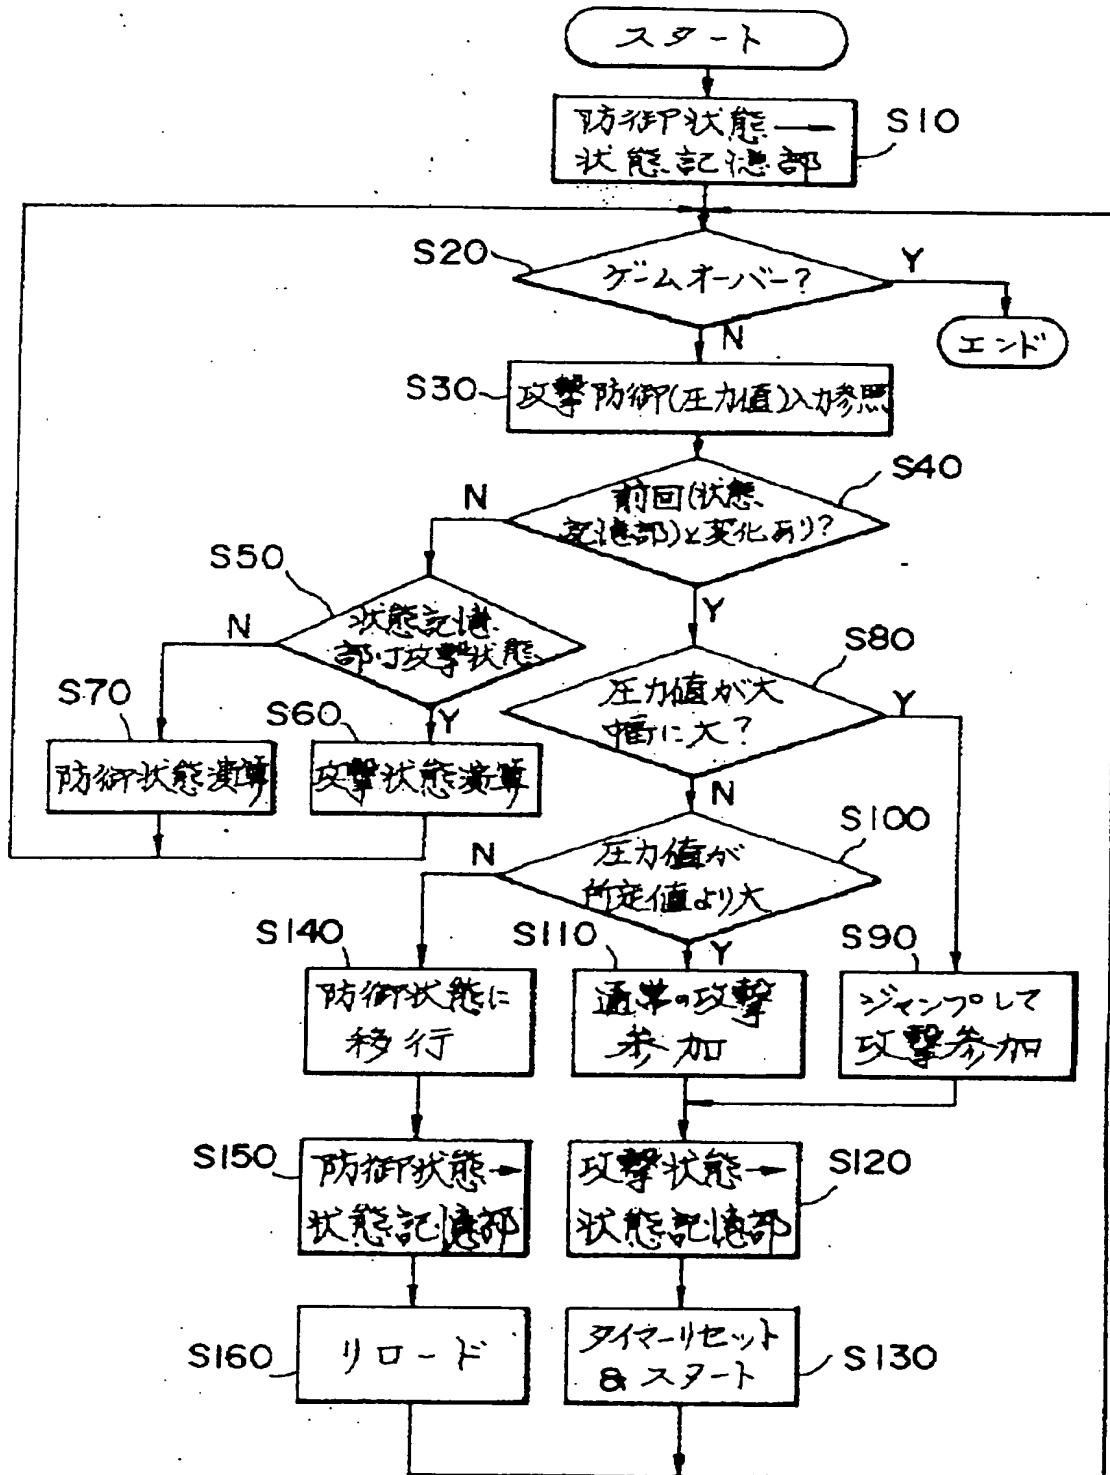 スタート
防御状態→
状態記憶部
S10
S20
ゲームオーバー?
Y
エンド
N
S30
攻撃防御(圧力値)入力参照
S40
前回(状態
記憶部)と変化あり?
N
Y
S50
状態記憶
部は攻撃状態
N
Y
S80
圧力値が大
幅に大?
Y
N
S70
防御状態演算
S60
攻撃状態演算
S100
圧力値が
所定値より大
N
Y
S140
防御状態に
移行
S110
通常の攻撃
参加
S90
ジャンプして
攻撃参加
S150
防御状態→
状態記憶部
攻撃状態→
状態記憶部
S120
S160
リロード
タイマーリセット
& スタート
S130